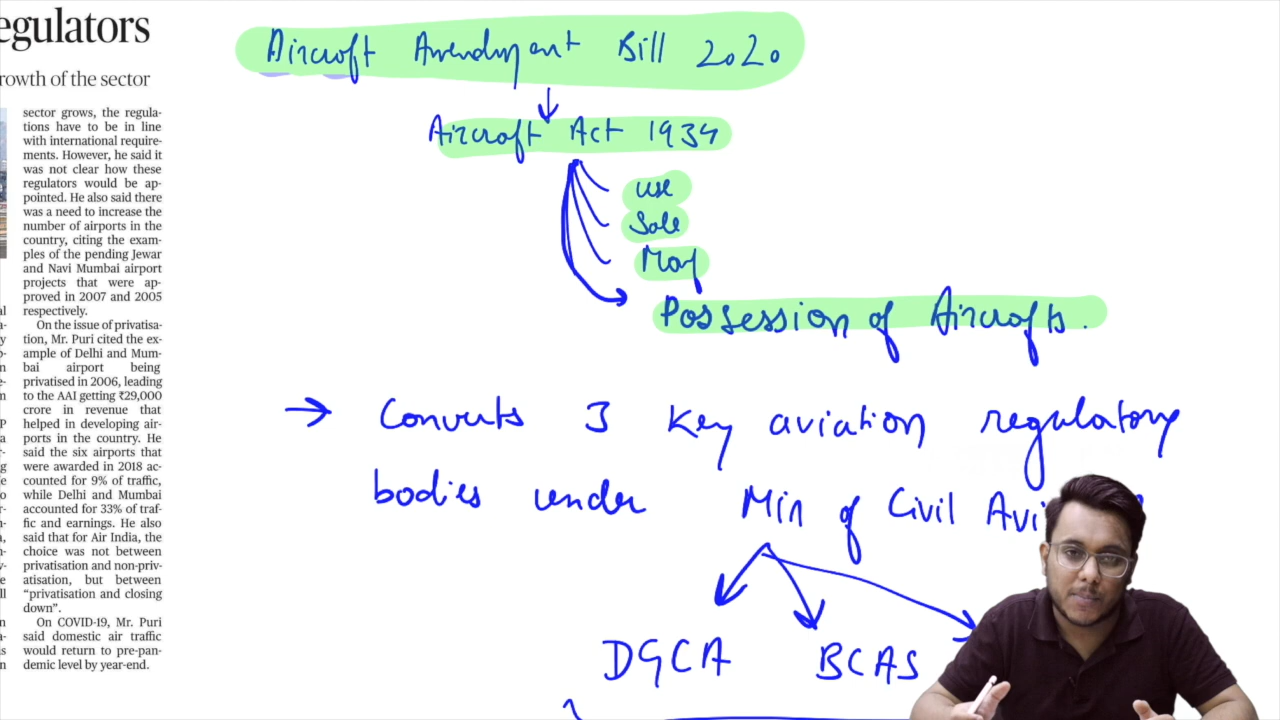 egulators
rowth of the sector
sector grows, the regula-
tions have to be in line
with international require-
ments. However, he said it
was not clear how these
regulators would be ap-
pointed. He also said there
was a need to increase the
number of airports in the
country, citing the exam-
ples of the pending Jewar
and Navi Mumbai airport
projects that were ap-
proved in 2007 and 2005
respectively.
On the issue of privatisa-
tion, Mr. Puri cited the ex-
ample of Delhi and Mum-
bai airport being
privatised in 2006, leading
to the AAI getting ₹29,000
crore in revenue that
helped in developing air-
ports in the country. He
said the six airports that
were awarded in 2018 ac-
counted for 9% of traffic,
while Delhi and Mumbai
accounted for 33% of traf-
fic and earnings. He also
said that for Air India, the
choice was not between
privatisation and non-priv-
atisation, but between
“privatisation and closing
down”.
On COVID-19, Mr. Puri
said domestic air traffic
would return to pre-pan-
demic level by year-end.
Aircraft Amendment Bill 2020
Aircraft Act 1934
use
Sale
Manf
Possession of Aircrafts.
→ Converts 3 key aviation regulatory
bodies under Min of Civil Avi
DGCA BCAS